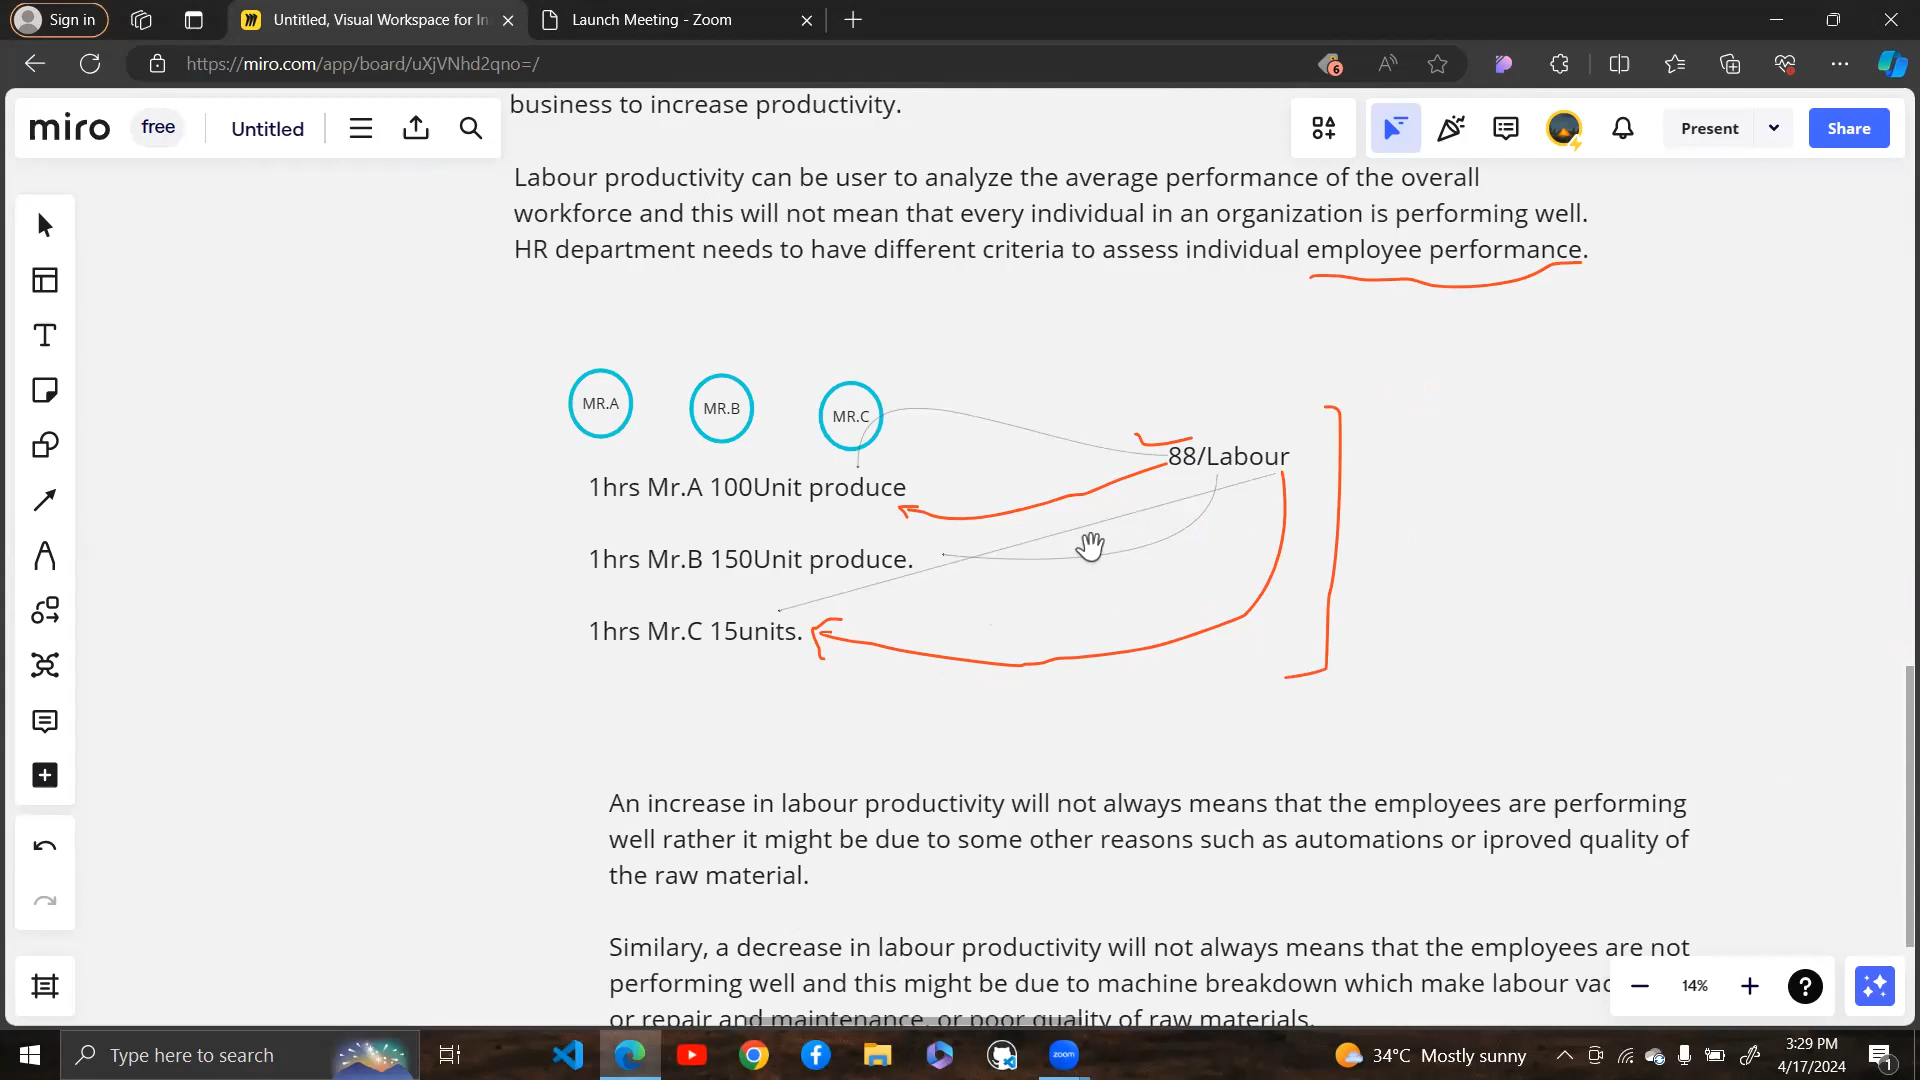 Sign in
Untitled, Visual Workspace for In
Launch Meeting - Zoom
https://miro.com/app/board/uXjVNhd2qno=/
6
miro
free
Untitled
Present
Share
business to increase productivity.
Labour productivity can be user to analyze the average performance of the overall
workforce and this will not mean that every individual in an organization is performing well.
HR department needs to have different criteria to assess individual employee performance.
MR.A
MR.B
MR.C
88/Labour
1hrs Mr.A 100Unit produce
1hrs Mr.B 150Unit produce.
1hrs Mr.C 15units.
An increase in labour productivity will not always means that the employees are performing
well rather it might be due to some other reasons such as automations or iproved quality of
the raw material.
Similary, a decrease in labour productivity will not always means that the employees are not
performing well and this might be due to machine breakdown which make labour
or repair and maintenance, or poor quality of raw materials.
14%
?
Type here to search
zoom
34°C Mostly sunny
3:29 PM
4/17/2024
1